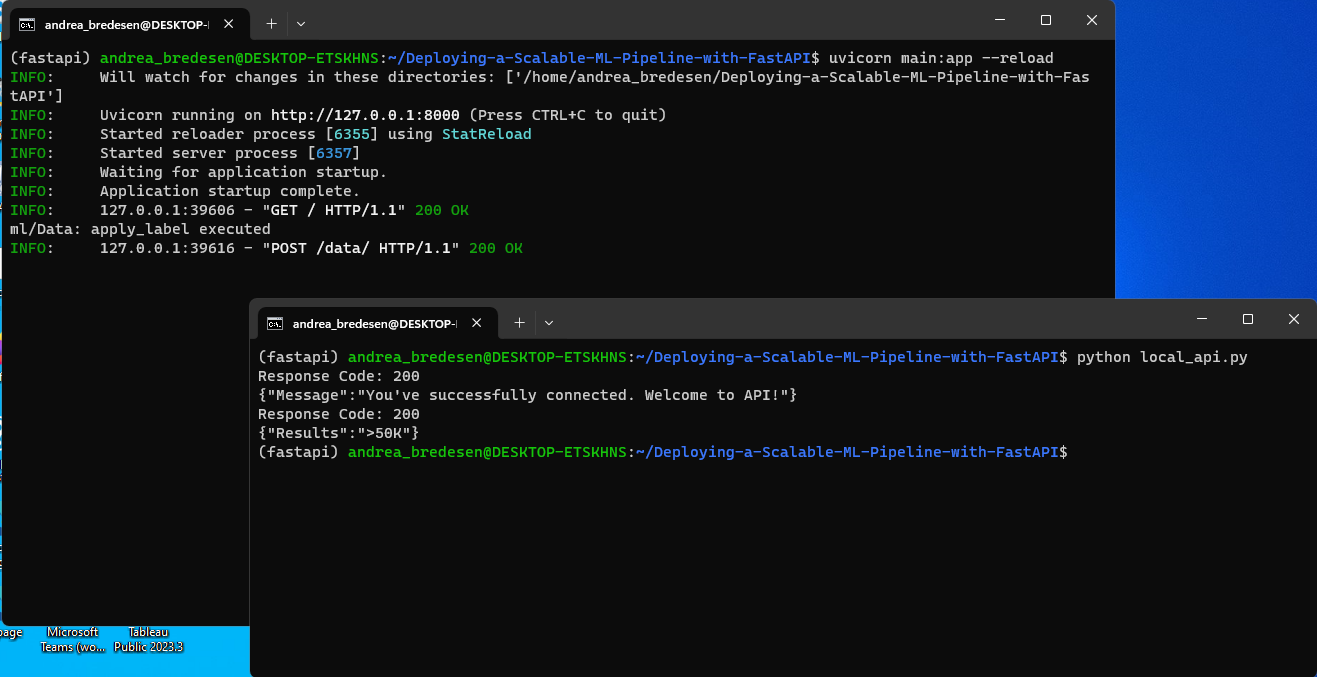 andrea_bredesen@DESKTOP-
(fastapi) andrea_bredesen@DESKTOP-ETSKHNS:~/Deploying-a-Scalable-ML-Pipeline-with-FastAPI$ uvicorn main:app --reload
INFO: Will watch for changes in these directories: ['/home/andrea_bredesen/Deploying-a-Scalable-ML-Pipeline-with-Fas
tAPI']
INFO: Uvicorn running on http://127.0.0.1:8000 (Press CTRL+C to quit)
INFO: Started reloader process [6355] using StatReload
INFO: Started server process [6357]
INFO: Waiting for application startup.
INFO: Application startup complete.
INFO: 127.0.0.1:39606 - "GET / HTTP/1.1" 200 OK
ml/Data: apply_label executed
INFO: 127.0.0.1:39616 - "POST /data/ HTTP/1.1" 200 OK
andrea_bredesen@DESKTOP-
(fastapi) andrea_bredesen@DESKTOP-ETSKHNS:~/Deploying-a-Scalable-ML-Pipeline-with-FastAPI$ python local_api.py
Response Code: 200
{"Message":"You've successfully connected. Welcome to API!"}
Response Code: 200
{"Results":">50K"}
(fastapi) andrea_bredesen@DESKTOP-ETSKHNS:~/Deploying-a-Scalable-ML-Pipeline-with-FastAPI$
Microsoft
Teams (wo...
Tableau
Public 2023.3